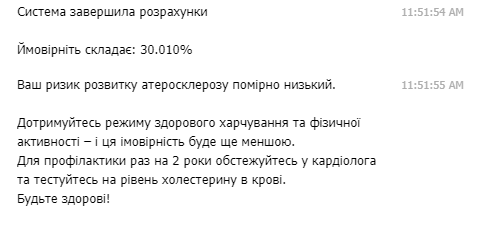 Система завершила розрахунки 11:51:54 AM
Ймовірніть складає: 30.010%
Ваш ризик розвитку атеросклерозу помірно низький. 11:51:55 AM
Дотримуйтесь режиму здорового харчування та фізичної
активності – і ця імовірність буде ще меншою.
Для профілактики раз на 2 роки обстежуйтесь у кардіолога
та тестуйтесь на рівень холестерину в крові.
Будьте здорові!